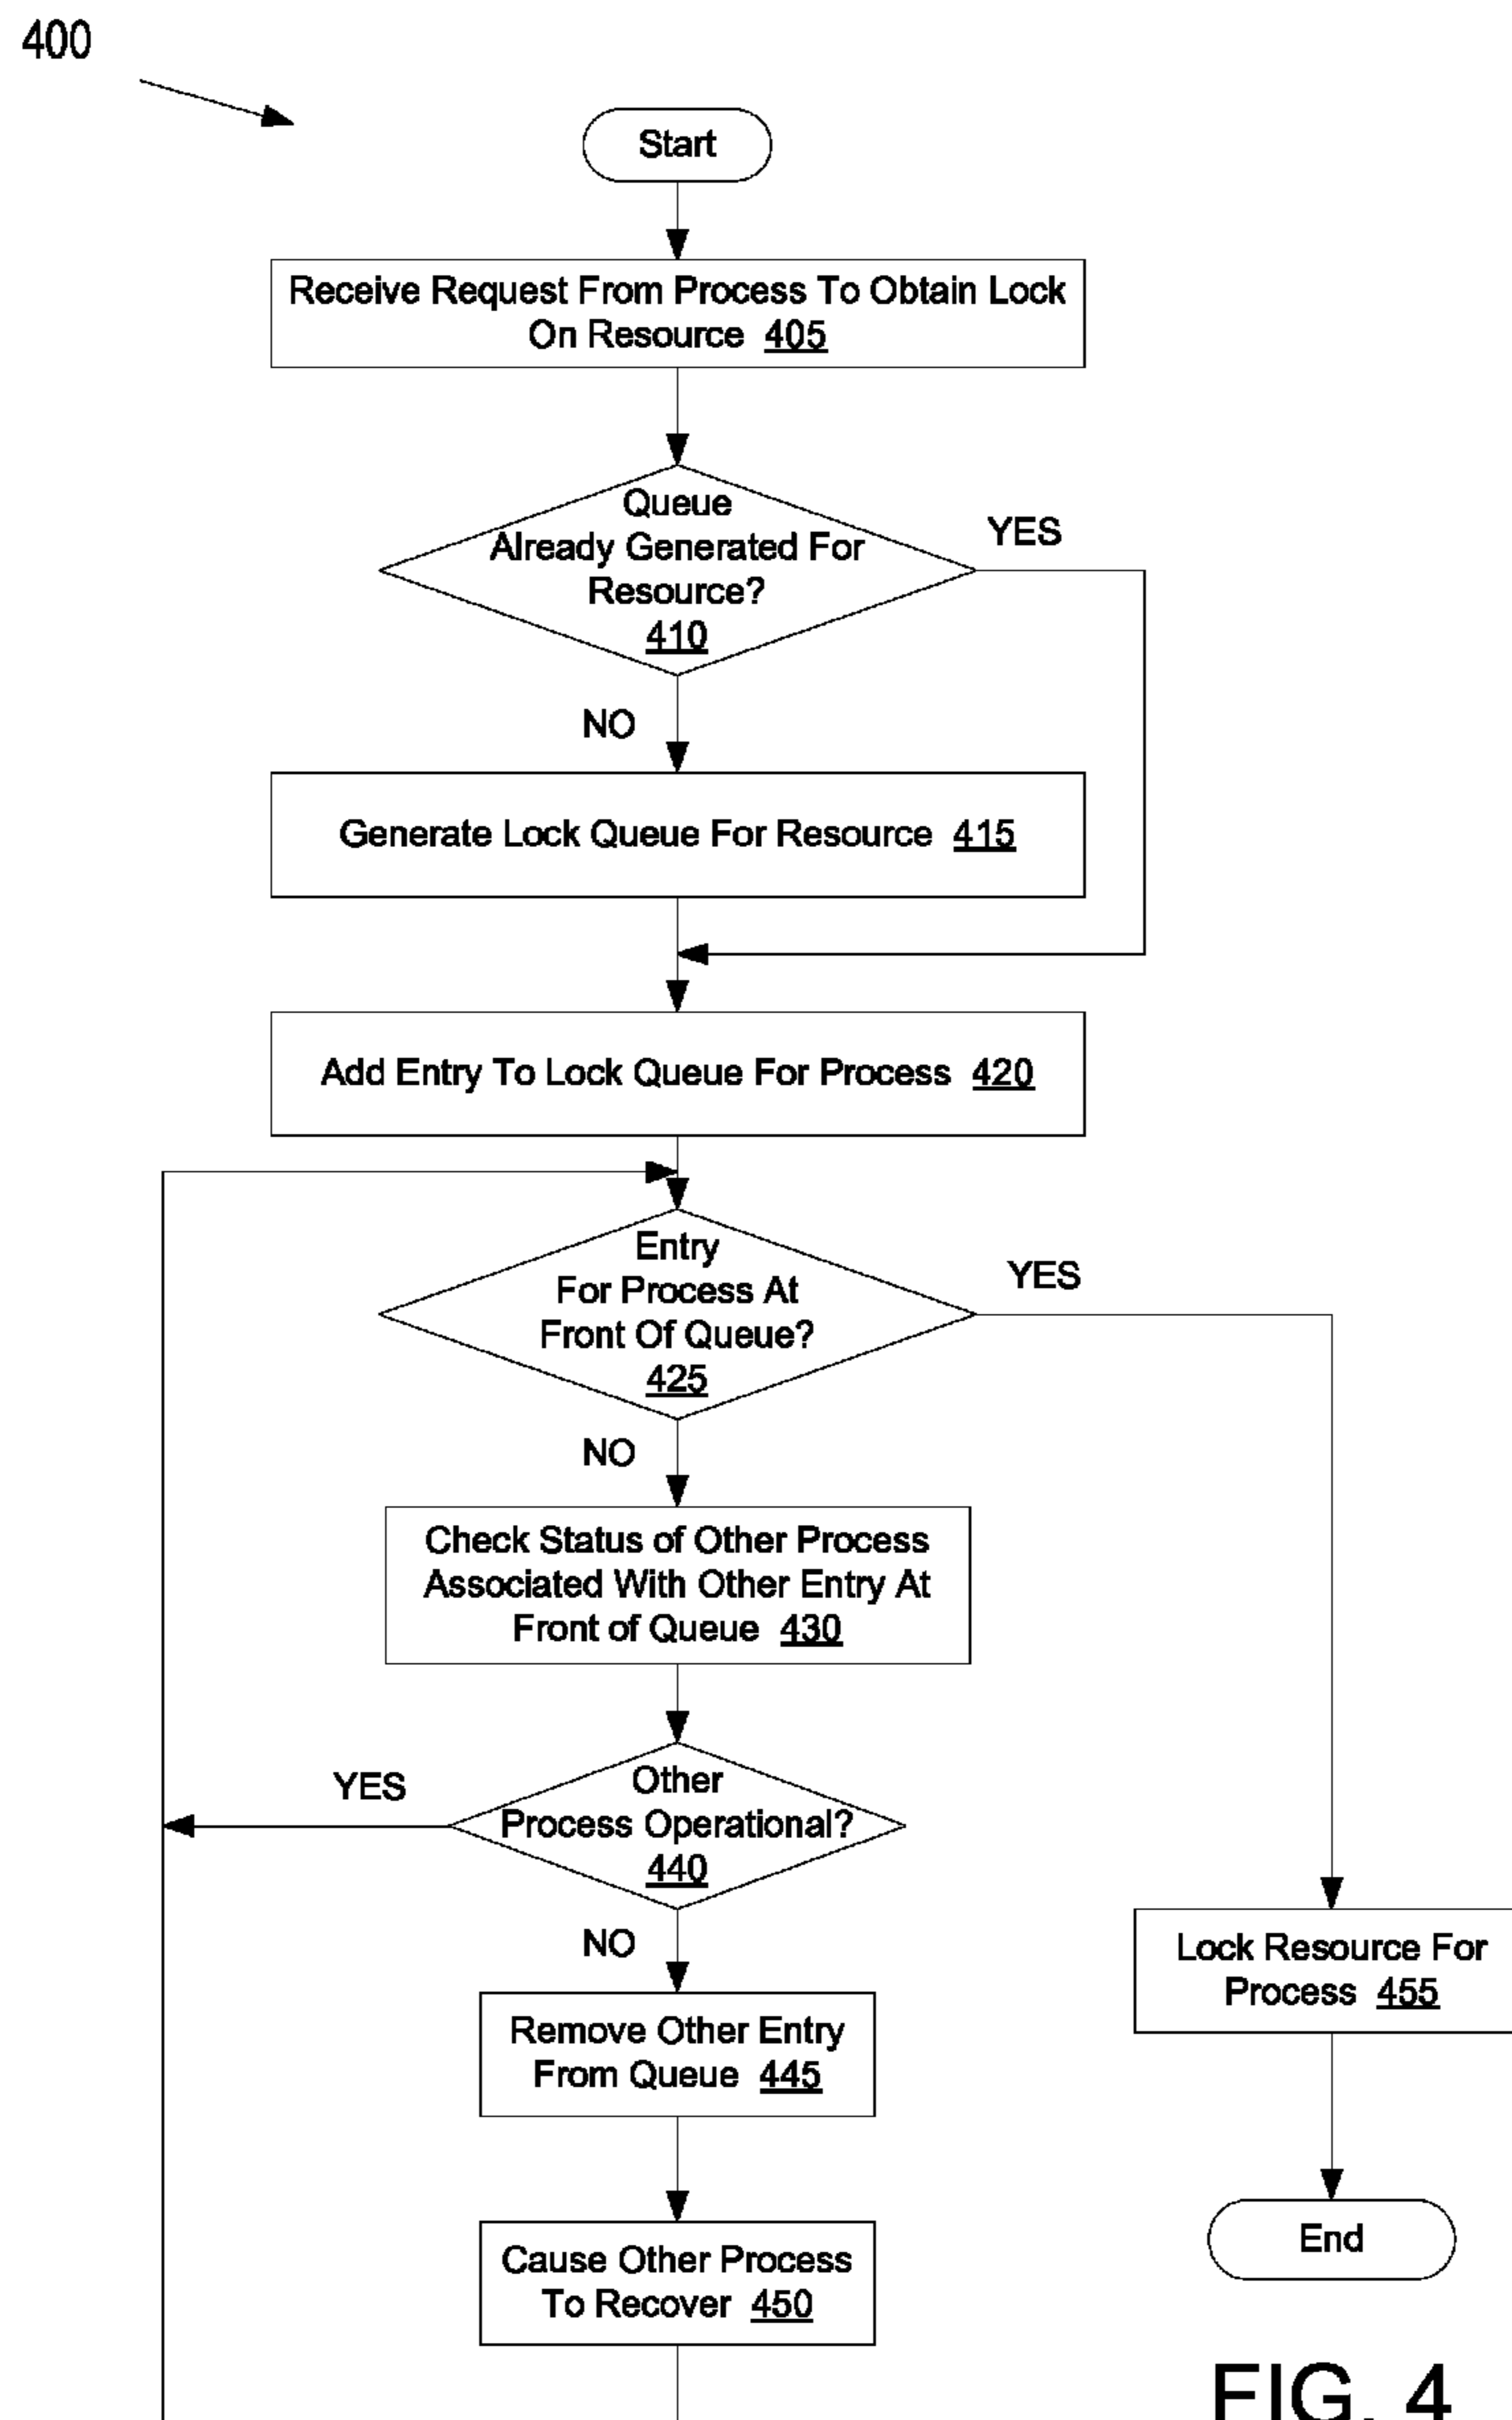 400
Start
Receive Request From Process To Obtain Lock
On Resource 405
Queue
Already Generated For
Resource?
410
YES
NO
Generate Lock Queue For Resource 415
Add Entry To Lock Queue For Process 420
Entry
For Process At
Front Of Queue?
425
YES
NO
Check Status of Other Process
Associated With Other Entry At
Front of Queue 430
Other
Process Operational?
440
YES
NO
Lock Resource For
Process 455
Remove Other Entry
From Queue 445
End
Cause Other Process
To Recover 450
FIG. 4